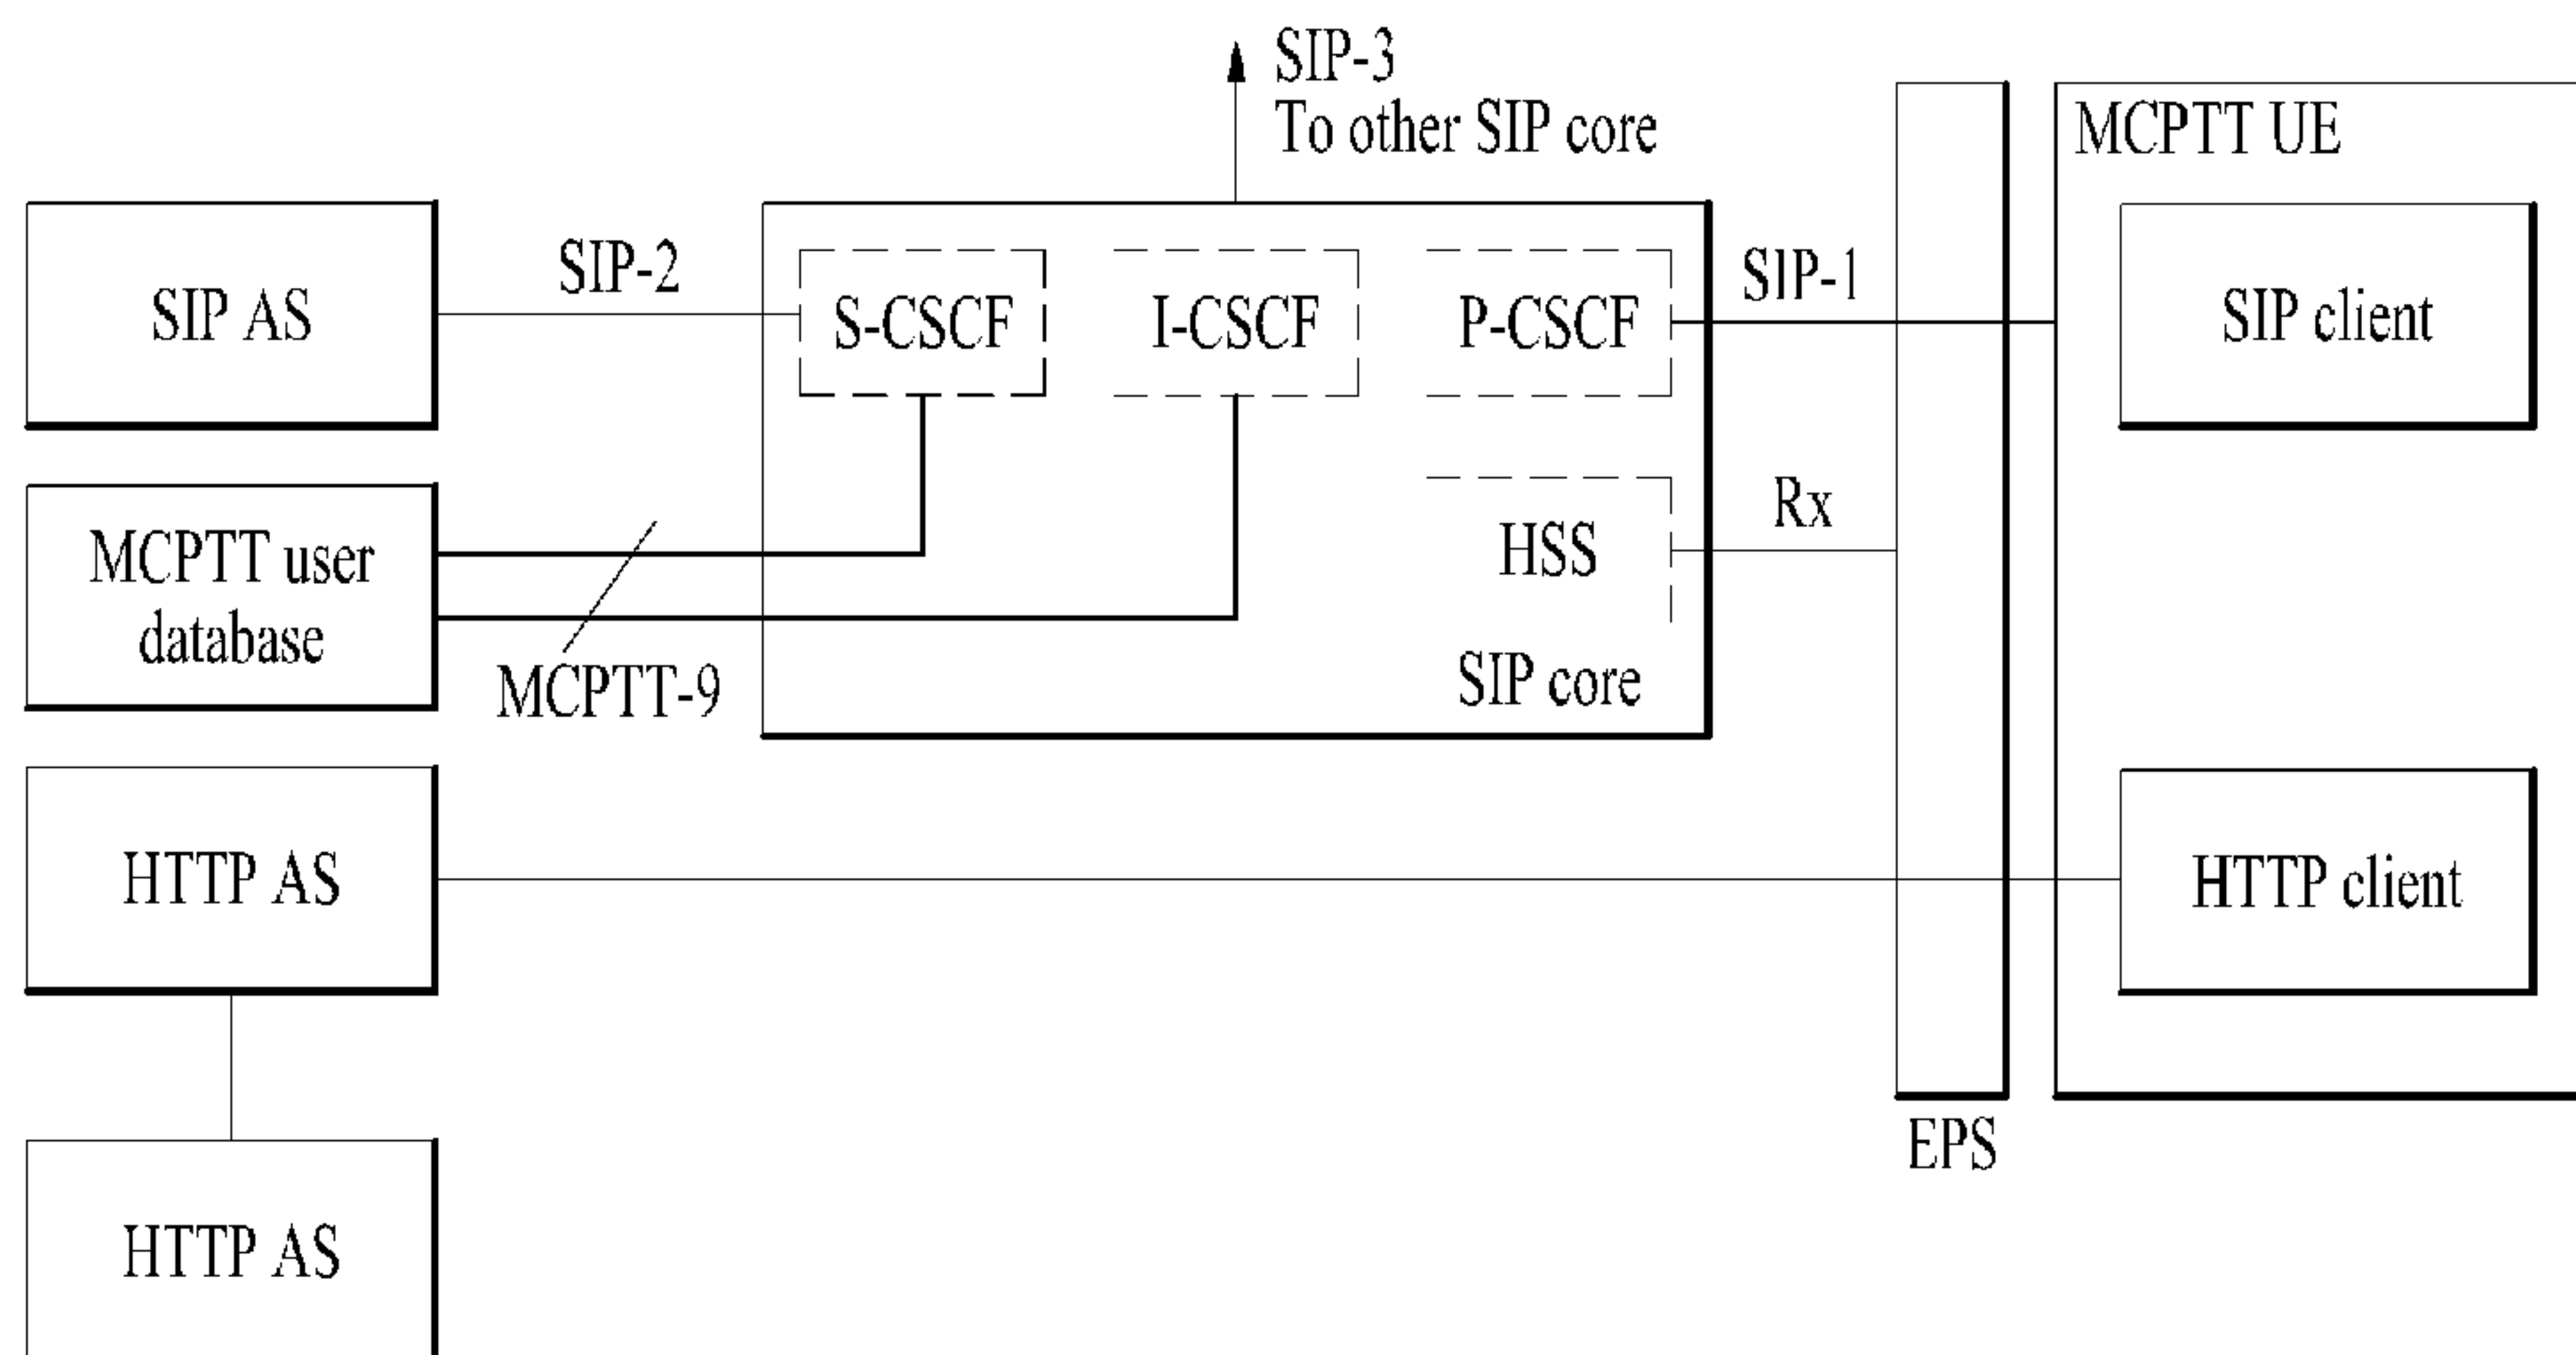 SIP-3
To other SIP core
MCPTT UE
SIP AS
SIP-2
S-CSCF
I-CSCF
P-CSCF
SIP-1
SIP client
MCPTT user
database
MCPTT-9
HSS
Rx
SIP core
HTTP AS
HTTP client
EPS
HTTP AS